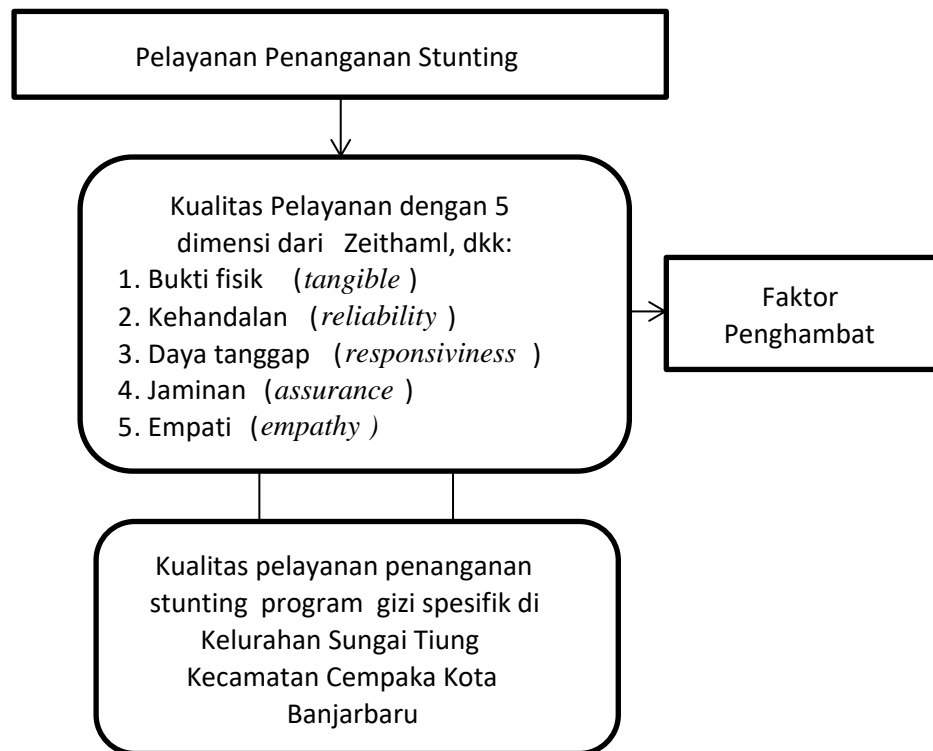 Pelayanan Penanganan Stunting
Kualitas Pelayanan dengan 5
dimensi dari Zeithaml, dkk:
1. Bukti fisik (tangible )
2. Kehandalan (reliability )
3. Daya tanggap (responsiviness )
4. Jaminan (assurance )
5. Empati (empathy )
Faktor
Penghambat
Kualitas pelayanan penanganan
stunting program gizi spesifik di
Kelurahan Sungai Tiung
Kecamatan Cempaka Kota
Banjarbaru